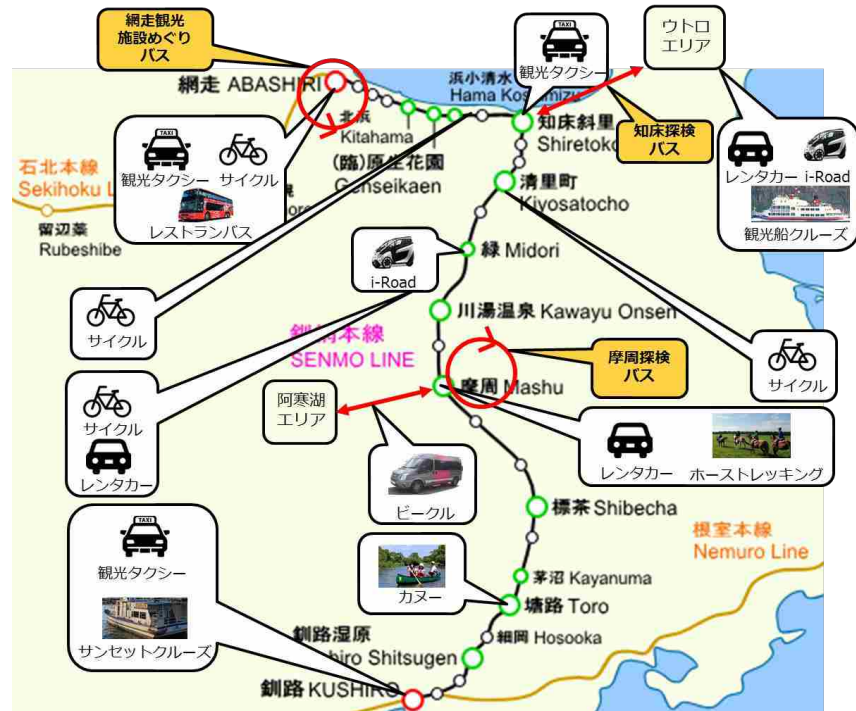 網走観光
施設めぐり
バス
ウトロ
エリア
TAXI
観光タクシー
網走 ABASHIRI
浜小清水
Hama Kos
mizu
北浜
Kitahama
知床斜里
Shiretoko
知床探検
バス
TAXI
観光タクシー サイクル
レストランバス
(臨)原生花園
Genseikaen
清里町
Kiyosatocho
レンタカー i-Road
観光船クルーズ
石北本線
Sekihoku L
留辺蘂
Rubeshibe
緑 Midori
i-Road
川湯温泉 Kawayu Onsen
サイクル
釧網本線
SENMO LINE
摩周探検
バス
サイクル
摩周 Mashu
阿寒湖
エリア
サイクル
レンタカー
レンタカー ホーストレッキング
ビークル
標茶 Shibecha
根室本線
Nemuro Line
TAXI
観光タクシー
サンセットクルーズ
カヌー
茅沼 Kayanuma
塘路 Toro
細岡 Hosooka
釧路湿原
hiro Shitsugen
釧路 KUSHIRO